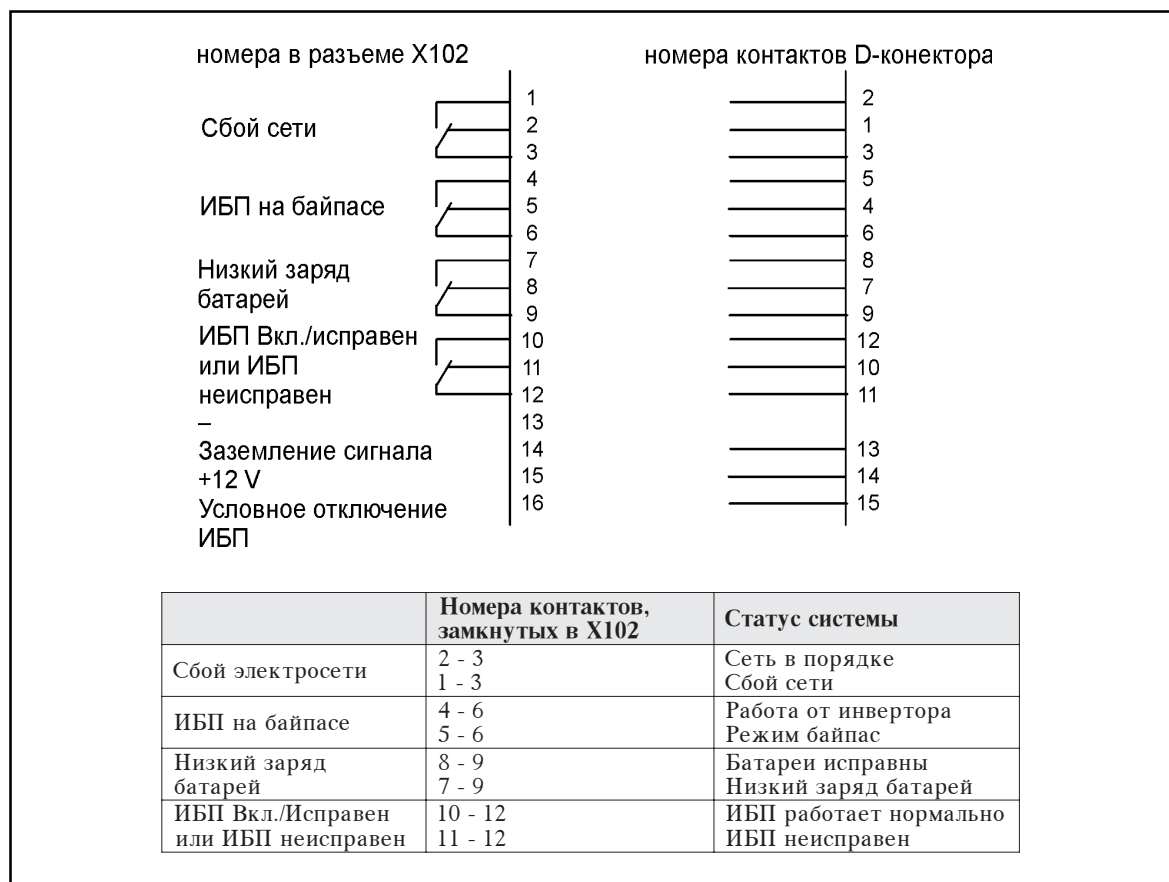 номера в разъеме X102
номера контактов D-конектора
Сбой сети
1
2
3
ИБП на байпасе
4
5
6
Низкий заряд
батарей
7
8
9
ИБП Вкл./исправен
или ИБП
неисправен
10
11
12
–
13
Заземление сигнала
14
+12 V
15
Условное отключение
ИБП
16
2
1
3
5
4
6
8
7
9
12
10
11
13
14
15
Номера контактов,
замкнутых в X102
Статус системы
Сбой электросети
2 - 3
1 - 3
Сеть в порядке
Сбой сети
ИБП на байпасе
4 - 6
5 - 6
Работа от инвертора
Режим байпас
Низкий заряд
батарей
8 - 9
7 - 9
Батареи исправны
Низкий заряд батарей
ИБП Вкл./Исправен
или ИБП неисправен
10 - 12
11 - 12
ИБП работает нормально
ИБП неисправен